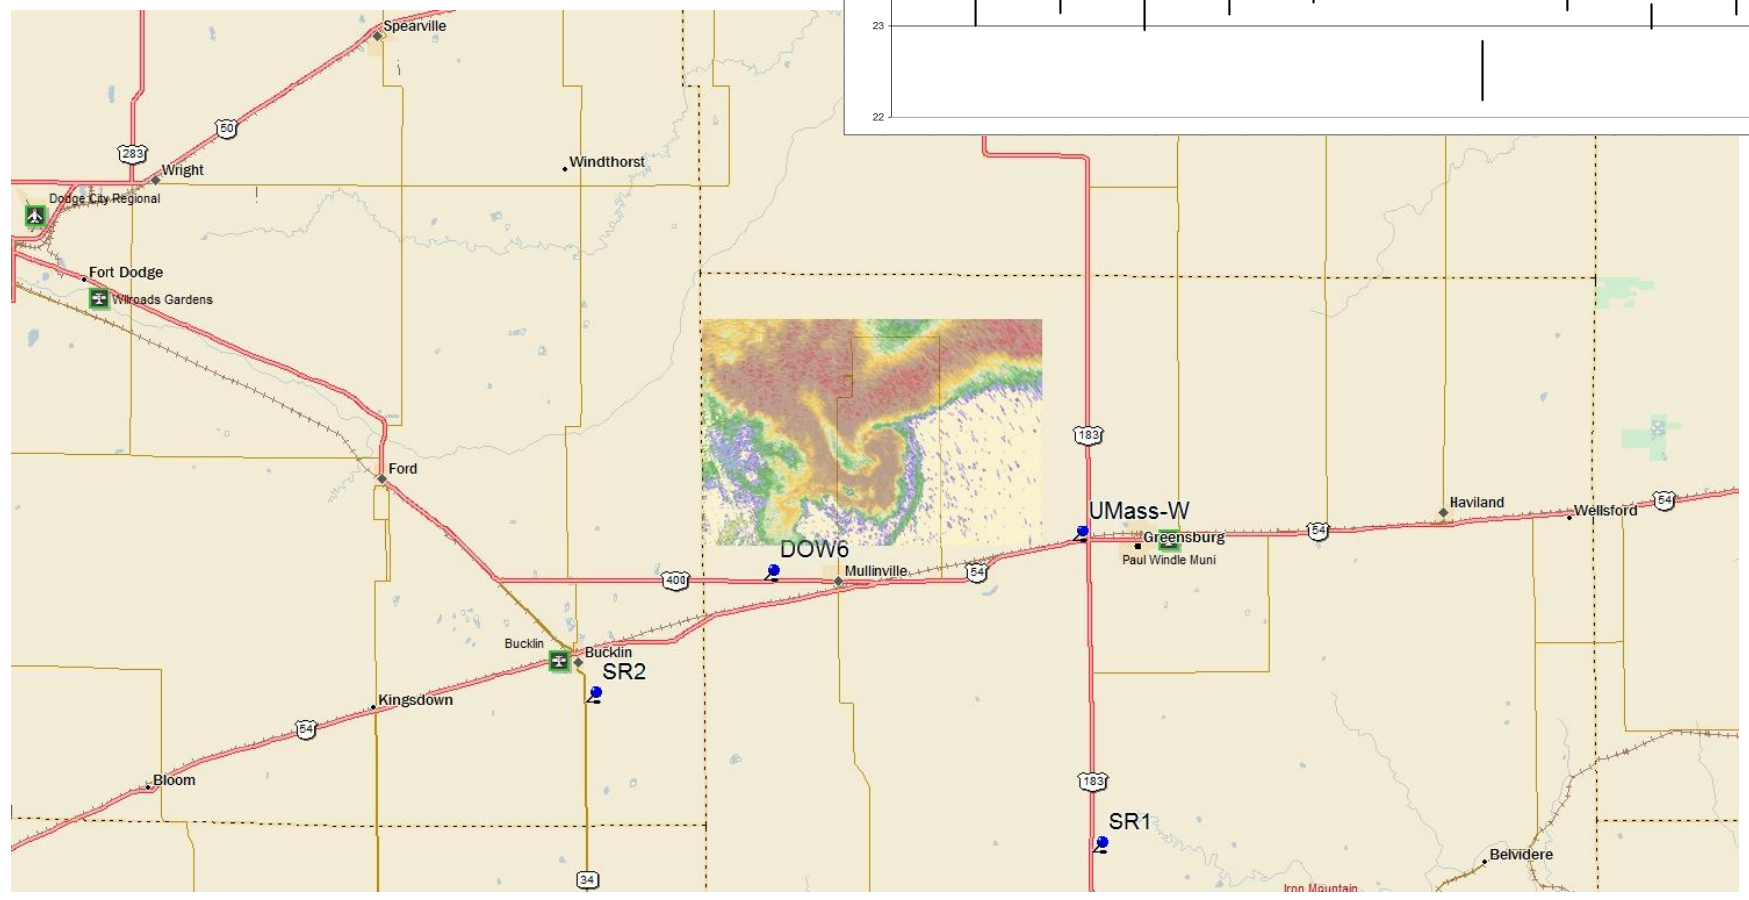 Spearville
23
22
50
283
Wright
Windthorst
Dodge City Regional
Fort Dodge
Wilroads Gardens
183
Ford
Haviland
UMass-W
Wellsford
54
Greensburg
54
DOW6
Paul Windle Muni
400
Mullinville
54
Bucklin
Bucklin
SR2
Kingsdown
54
Bloom
183
SR1
Belvidere
34
Iron Mountain